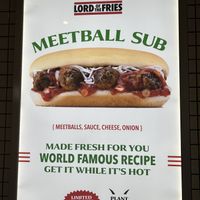 LORD OF THE FRIES
MEETBALL SUB
( MEETBALLS, SAUCE, CHEESE, ONION )
MADE FRESH FOR YOU
WORLD FAMOUS RECIPE
GET IT WHILE IT'S HOT
LIMITED
PLANT